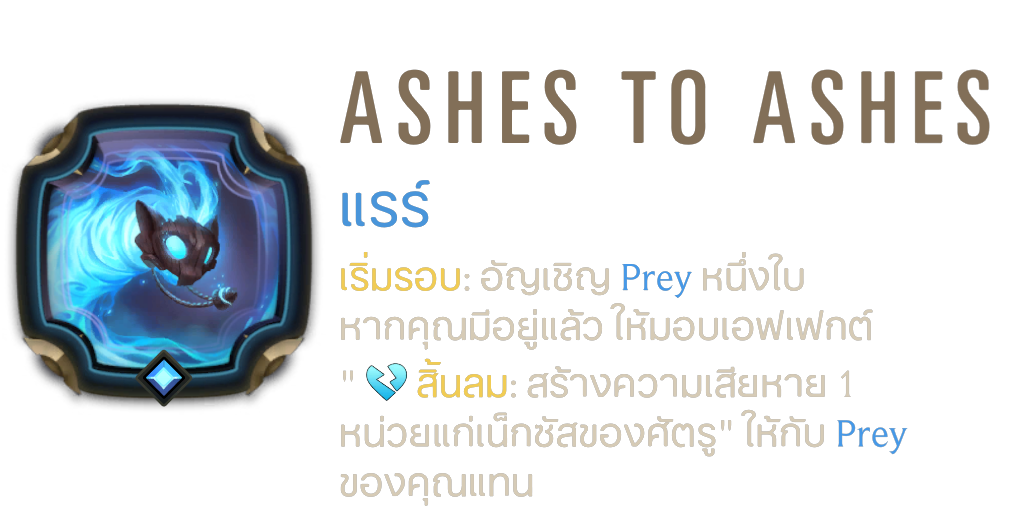 ASHES TO ASHES
แรร์
เริ่มรอบ: อัญเชิญ Prey หนึ่งใบ
หากคุณมีอยู่แล้ว ให้มอบเอฟเฟกต์
" สิ้นลม: สร้างความเสียหาย 1
หน่วยแก่เน็กซัสของศัตรู" ให้กับ Prey
ของคุณแทน